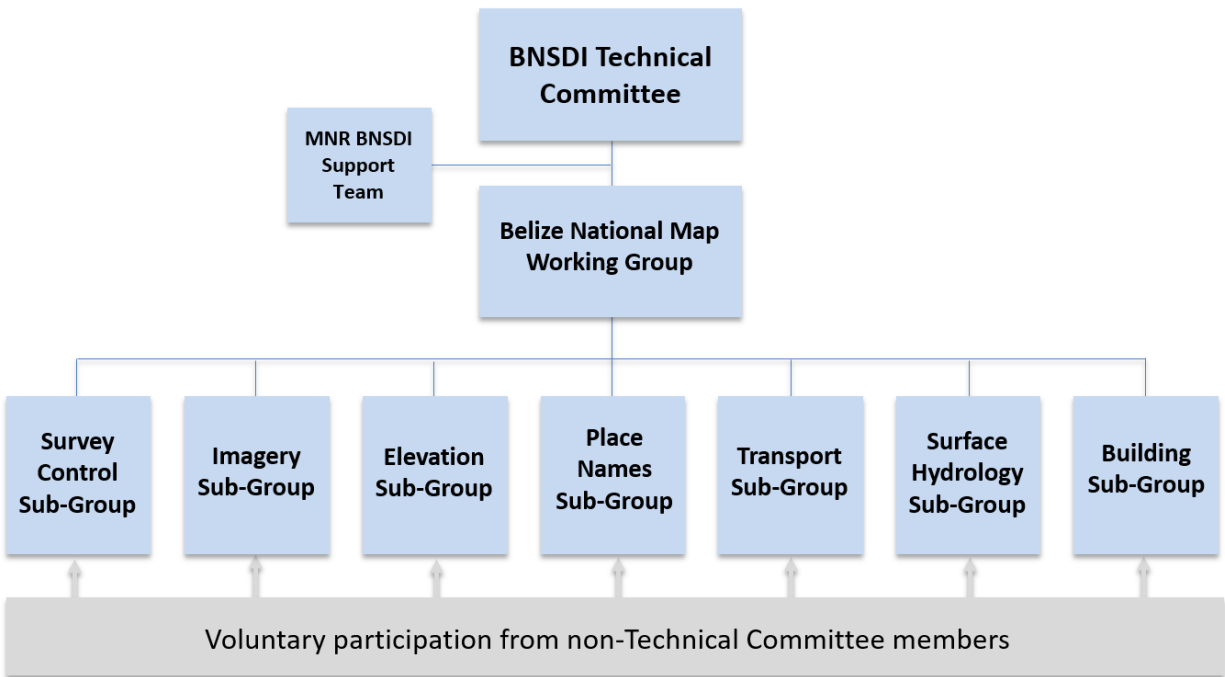 BNSDI Technical
Committee
MNR BNSDI
Support
Team
Belize National Map
Working Group
Survey
Control
Sub-Group
Imagery
Sub-Group
Elevation
Sub-Group
Place
Names
Sub-Group
Transport
Sub-Group
Surface
Hydrology
Sub-Group
Building
Sub-Group
Voluntary participation from non-Technical Committee members